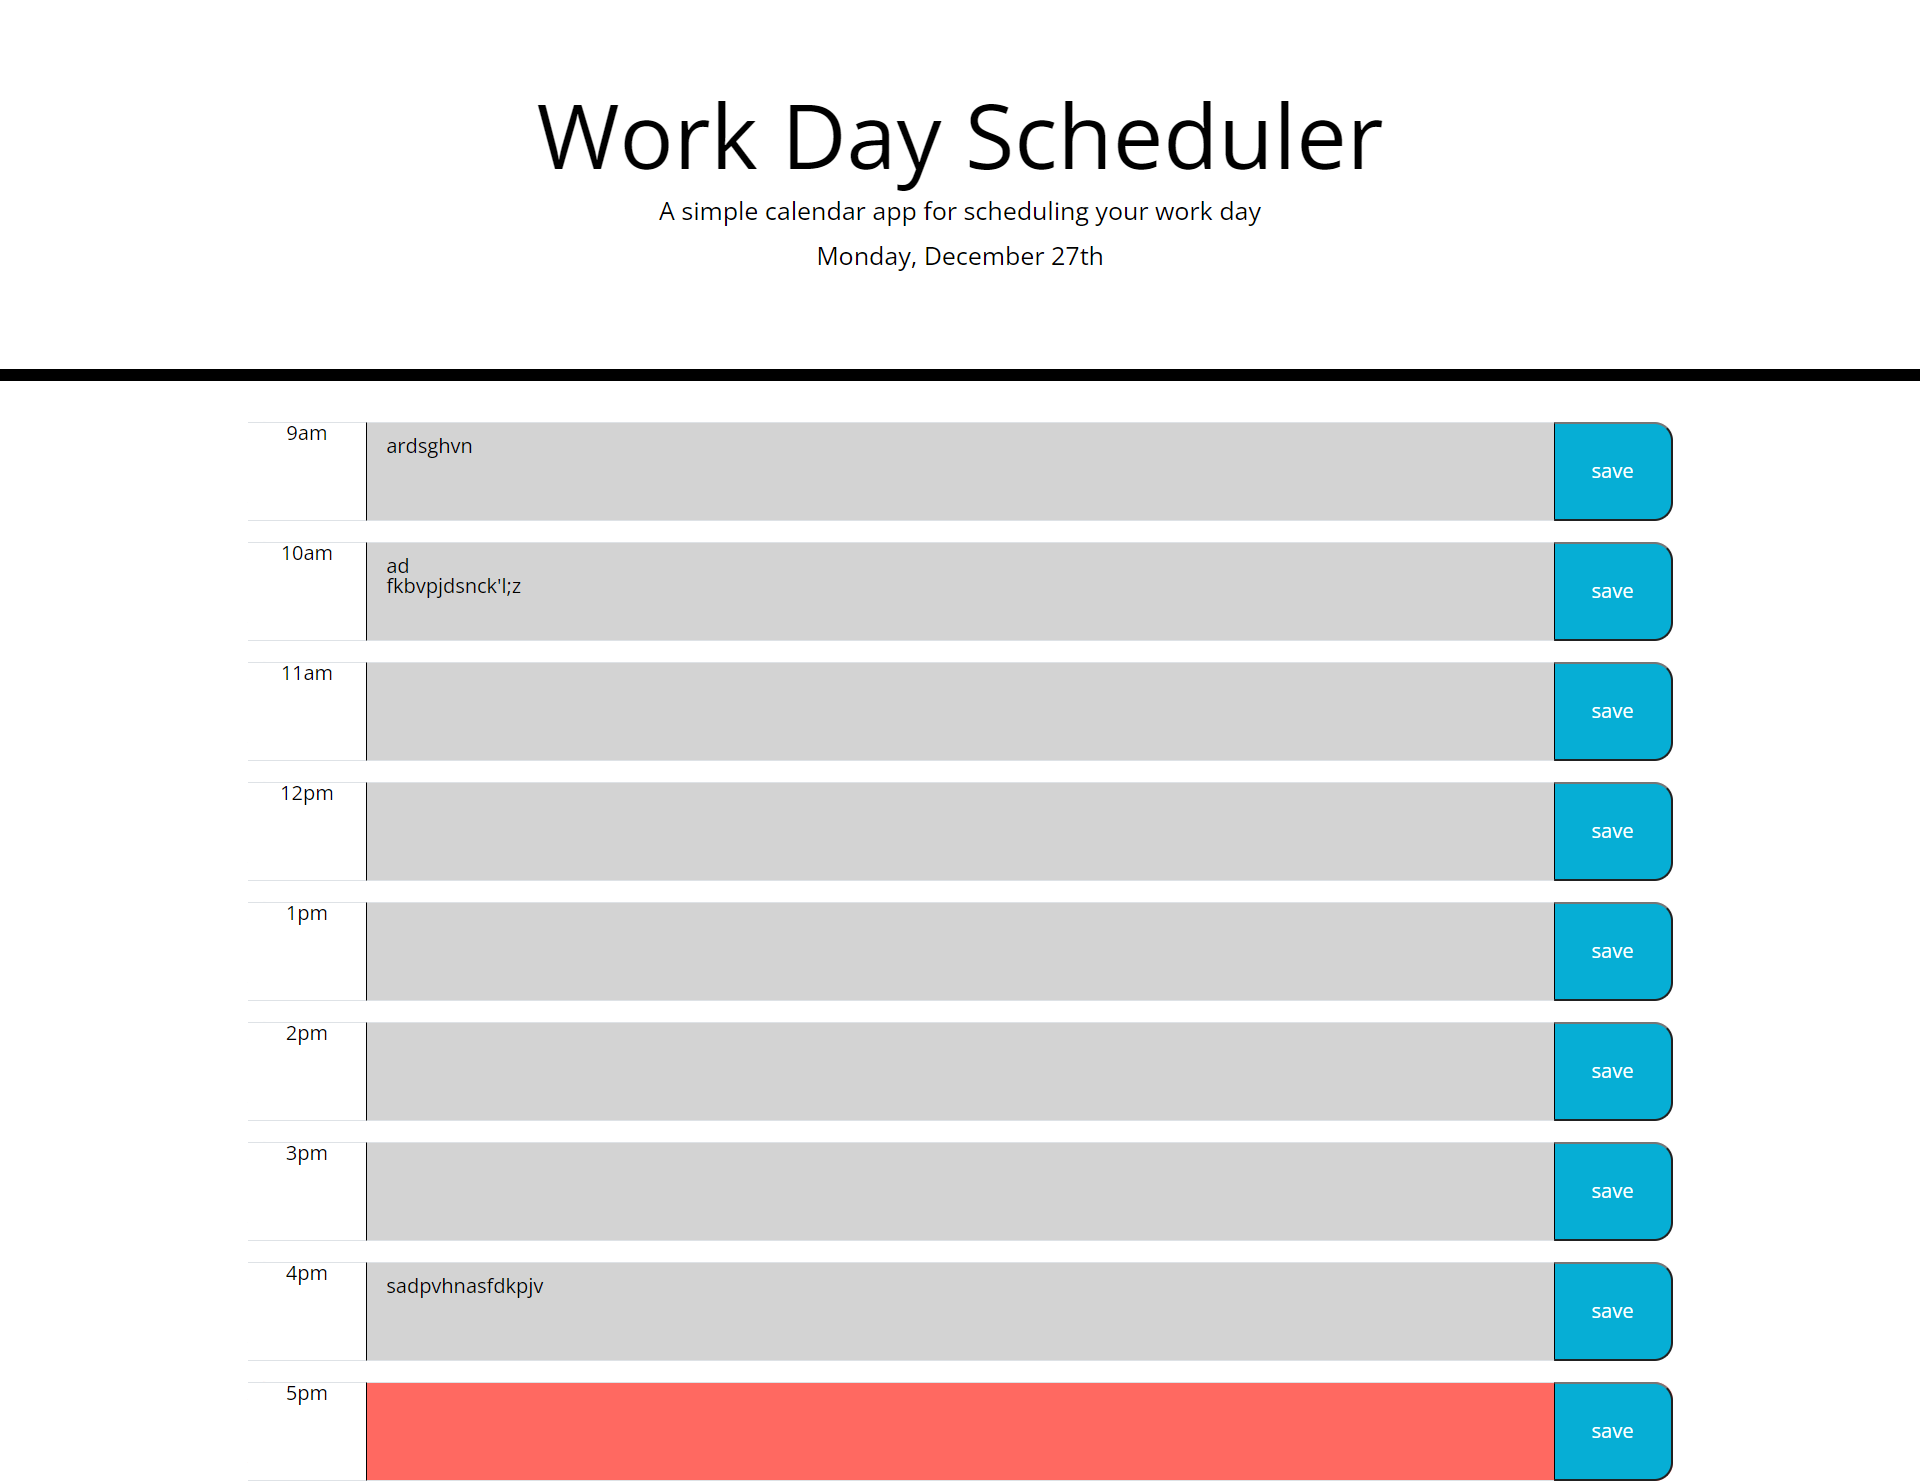 Work Day Scheduler
A simple calendar app for scheduling your work day
Monday, December 27th
9am
ardsghvn
save
10am
ad
fkbvpjdsnck'l;z
save
11am
save
12pm
save
1pm
save
2pm
save
3pm
save
4pm
sadpvhnasfdkpjv
save
5pm
save